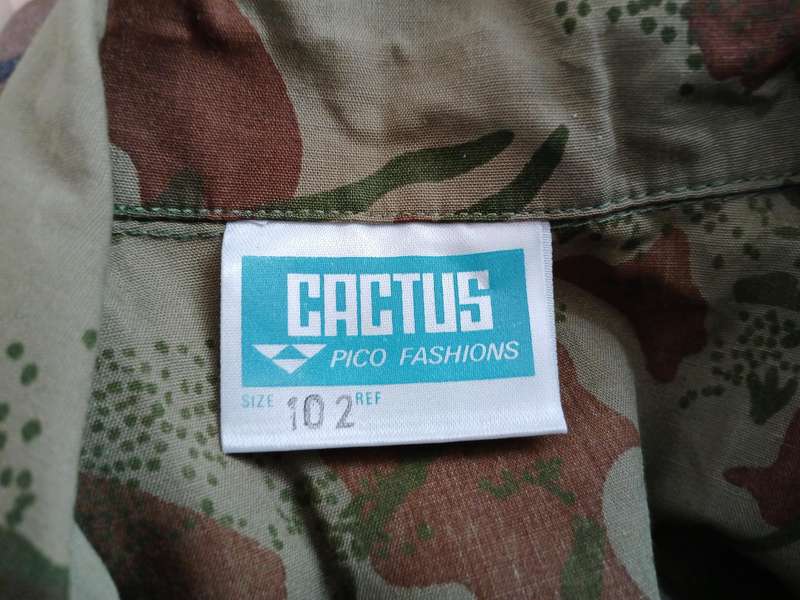 CACTUS
PICO FASHIONS
SIZE 102 REF